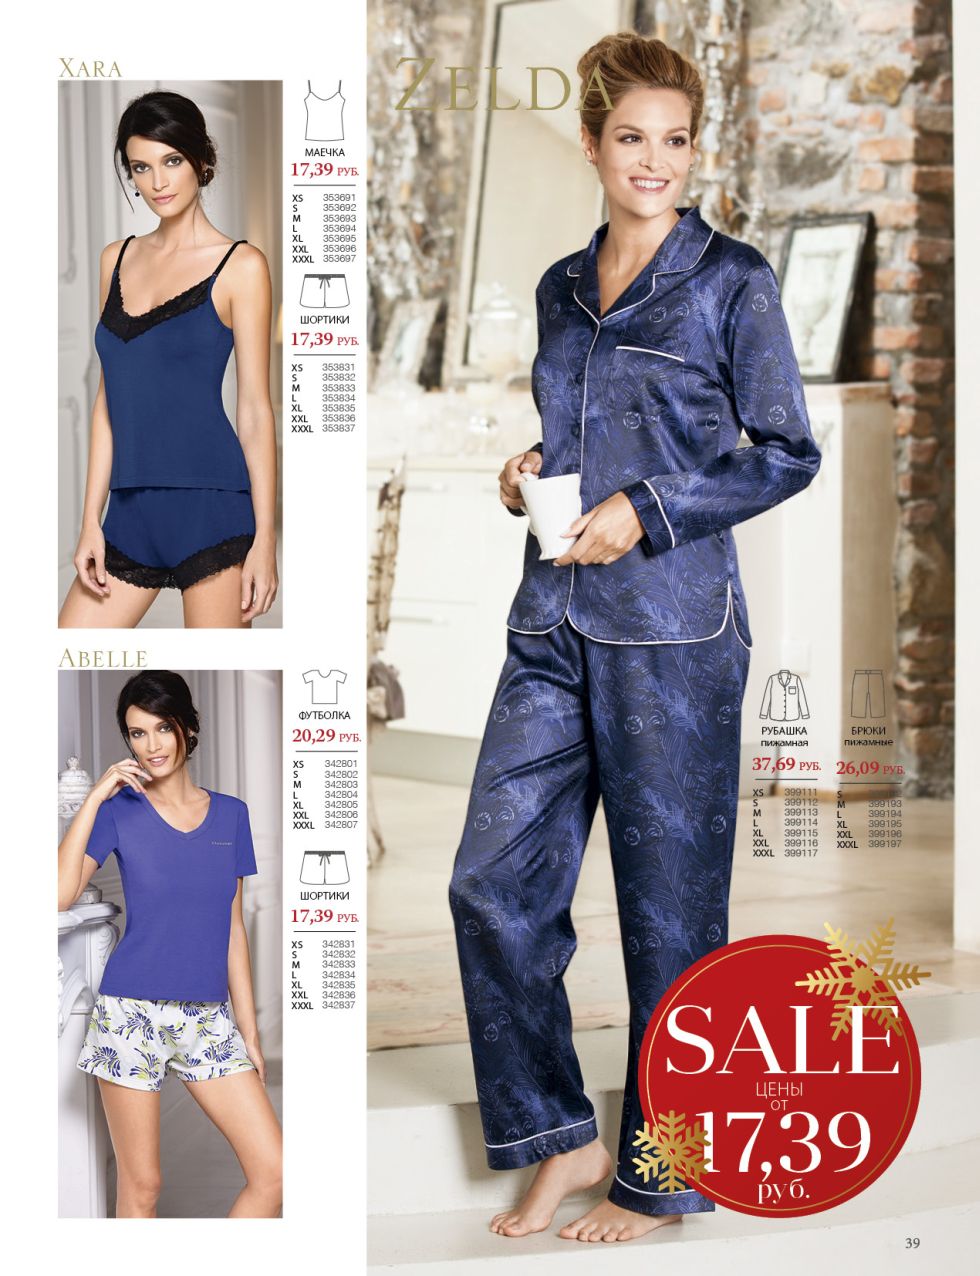 XARA
МАЕЧКА
17,39 РУБ.
XS 353691
S 353692
M 353693
L 353694
XL 353695
XXL 353696
XXXL 353697
ШОРТИКИ
17,39 РУБ.
XS 353831
S 353832
M 353833
L 353834
XL 353835
XXL 353836
XXXL 353837
ABELLE
ФУТБОЛКА
20,29 РУБ.
XS 342801
S 342802
M 342803
L 342804
XL 342805
XXL 342806
XXXL 342807
ШОРТИКИ
17,39 РУБ.
XS 342831
S 342832
M 342833
L 342834
XL 342835
XXL 342836
XXXL 342837
ZELDA
РУБАШКА
пижамная
37,69 РУБ.
XS 399111
S 399112
M 399113
L 399114
XL 399115
XXL 399116
XXXL 399117
БРЮКИ
пижамные
26,09 РУБ.
S
M 399193
L 399194
XL 399195
XXL 399196
XXXL 399197
SALE
ЦЕНЫ
ОТ
17,39
руб.
39